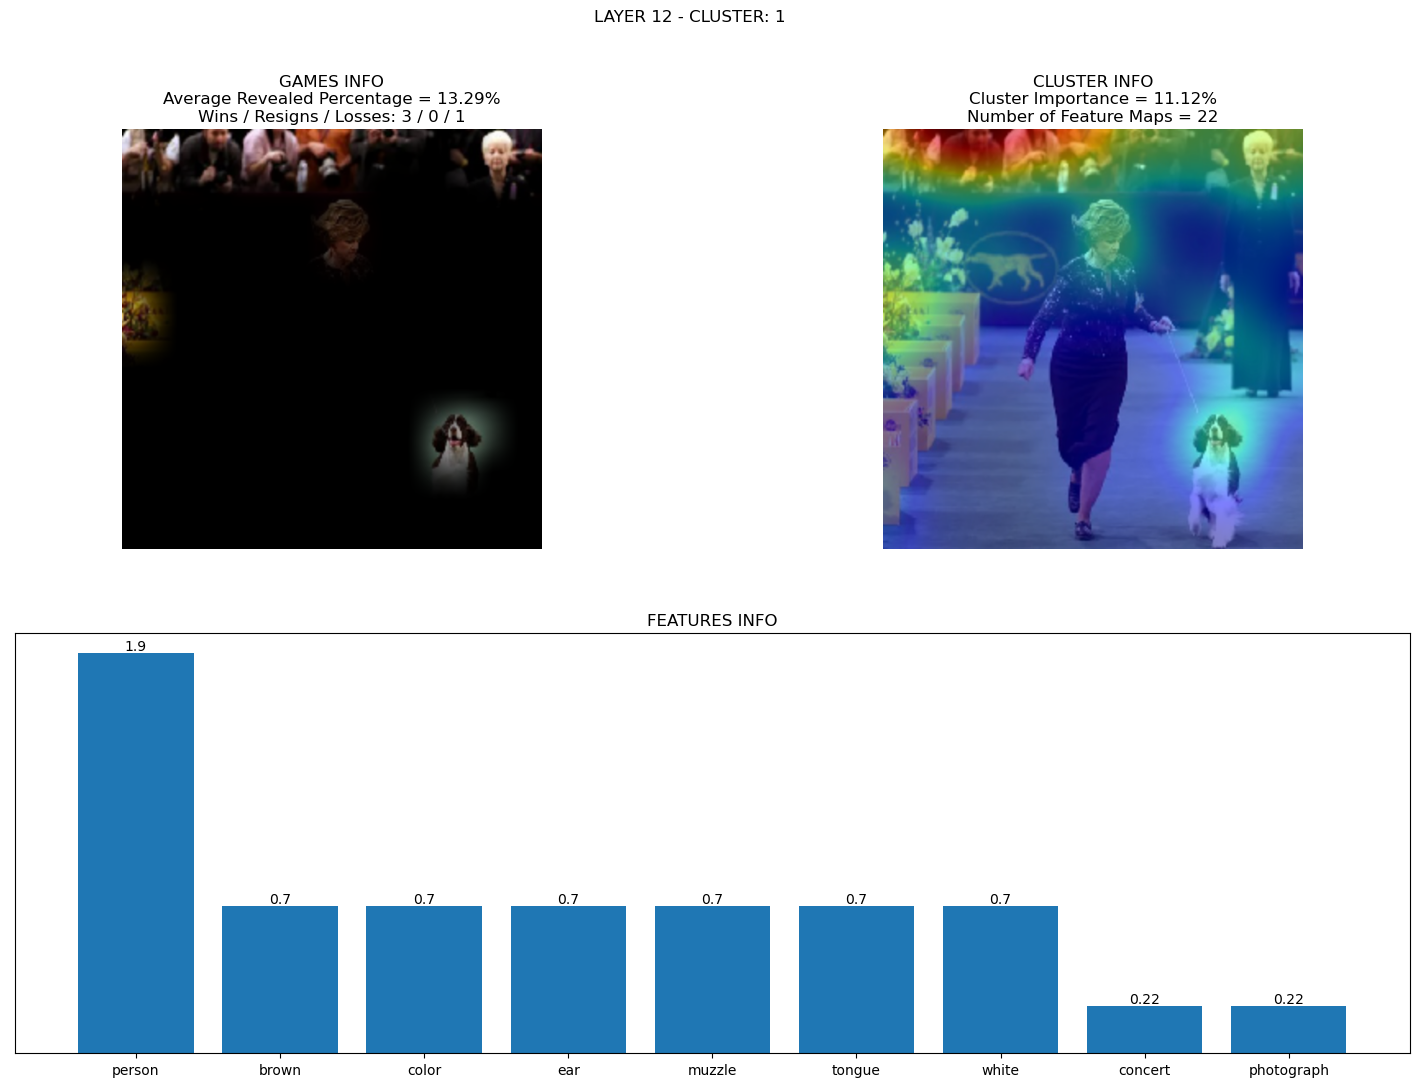 LAYER 12 - CLUSTER: 1
GAMES INFO
Average Revealed Percentage = 13.29%
Wins / Resigns / Losses: 3 / 0 / 1
CLUSTER INFO
Cluster Importance = 11.12%
Number of Feature Maps = 22
FEATURES INFO
1.9
0.7
0.7
0.7
0.7
0.7
0.7
0.22
0.22
person
brown
color
ear
muzzle
tongue
white
concert
photograph